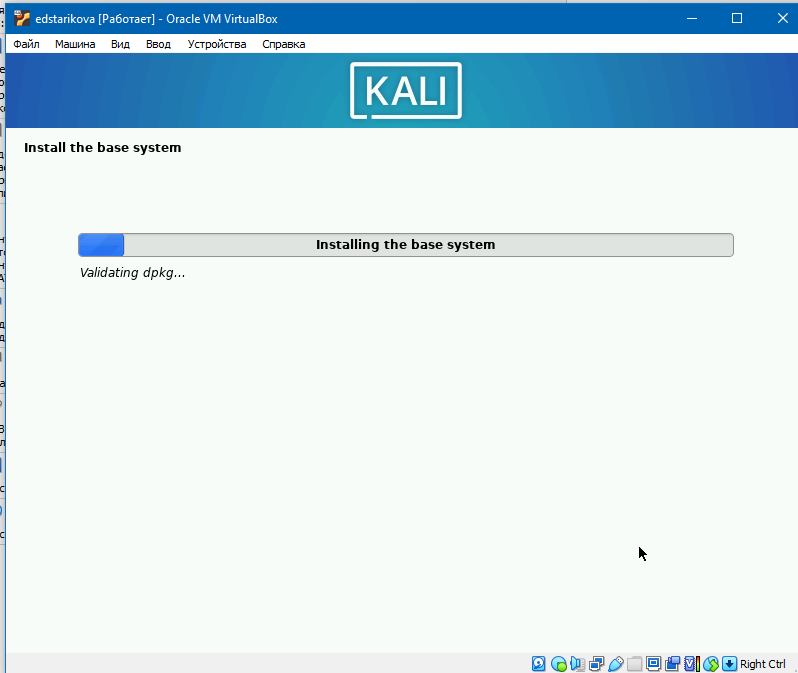 edstarikova [Работает] - Oracle VM VirtualBox
Файл Машина Вид Ввод Устройства Справка
KALI
Install the base system
Installing the base system
Validating dpkg...
Right Ctrl